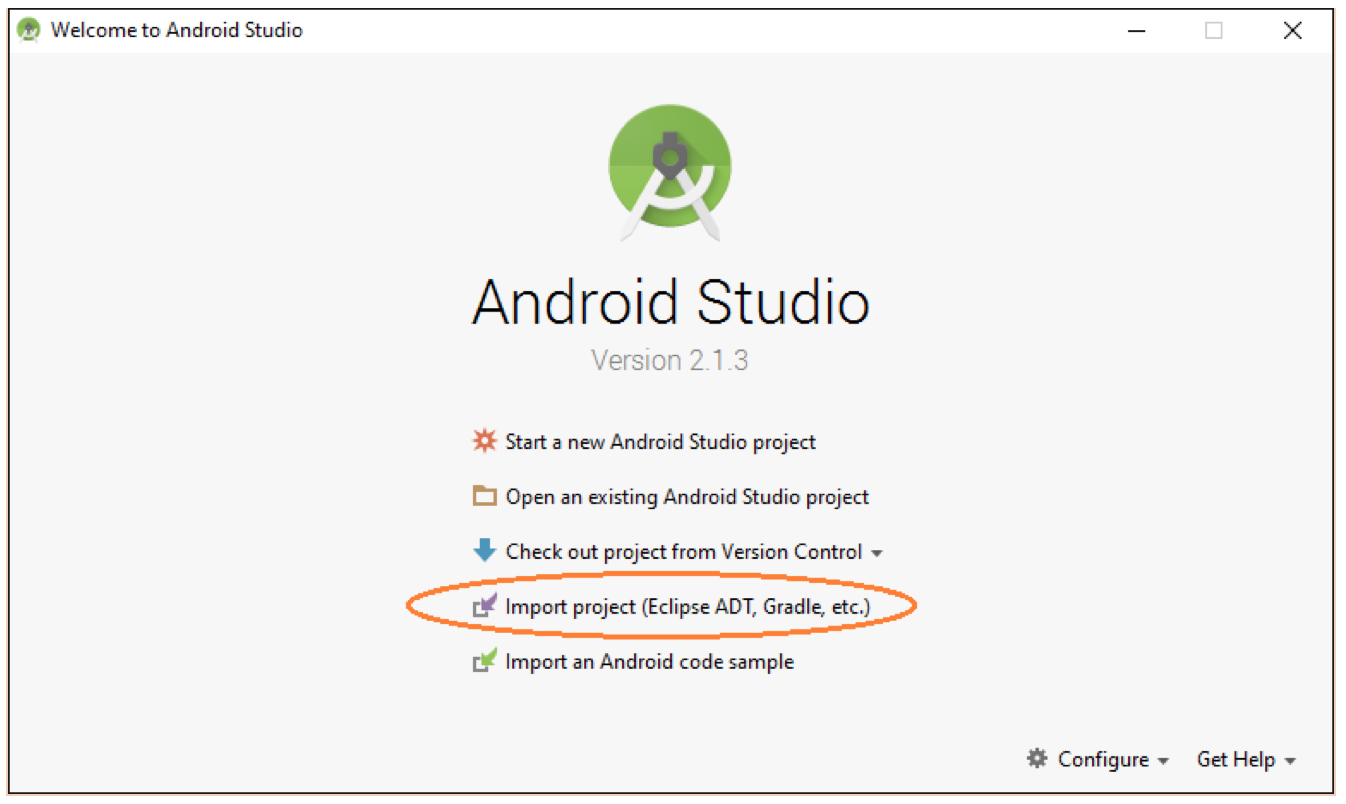 Welcome to Android Studio
Android Studio
Version 2.1.3
Start a new Android Studio project
Open an existing Android Studio project
Check out project from Version Control
Import project (Eclipse ADT, Gradle, etc.)
Import an Android code sample
Configure Get Help